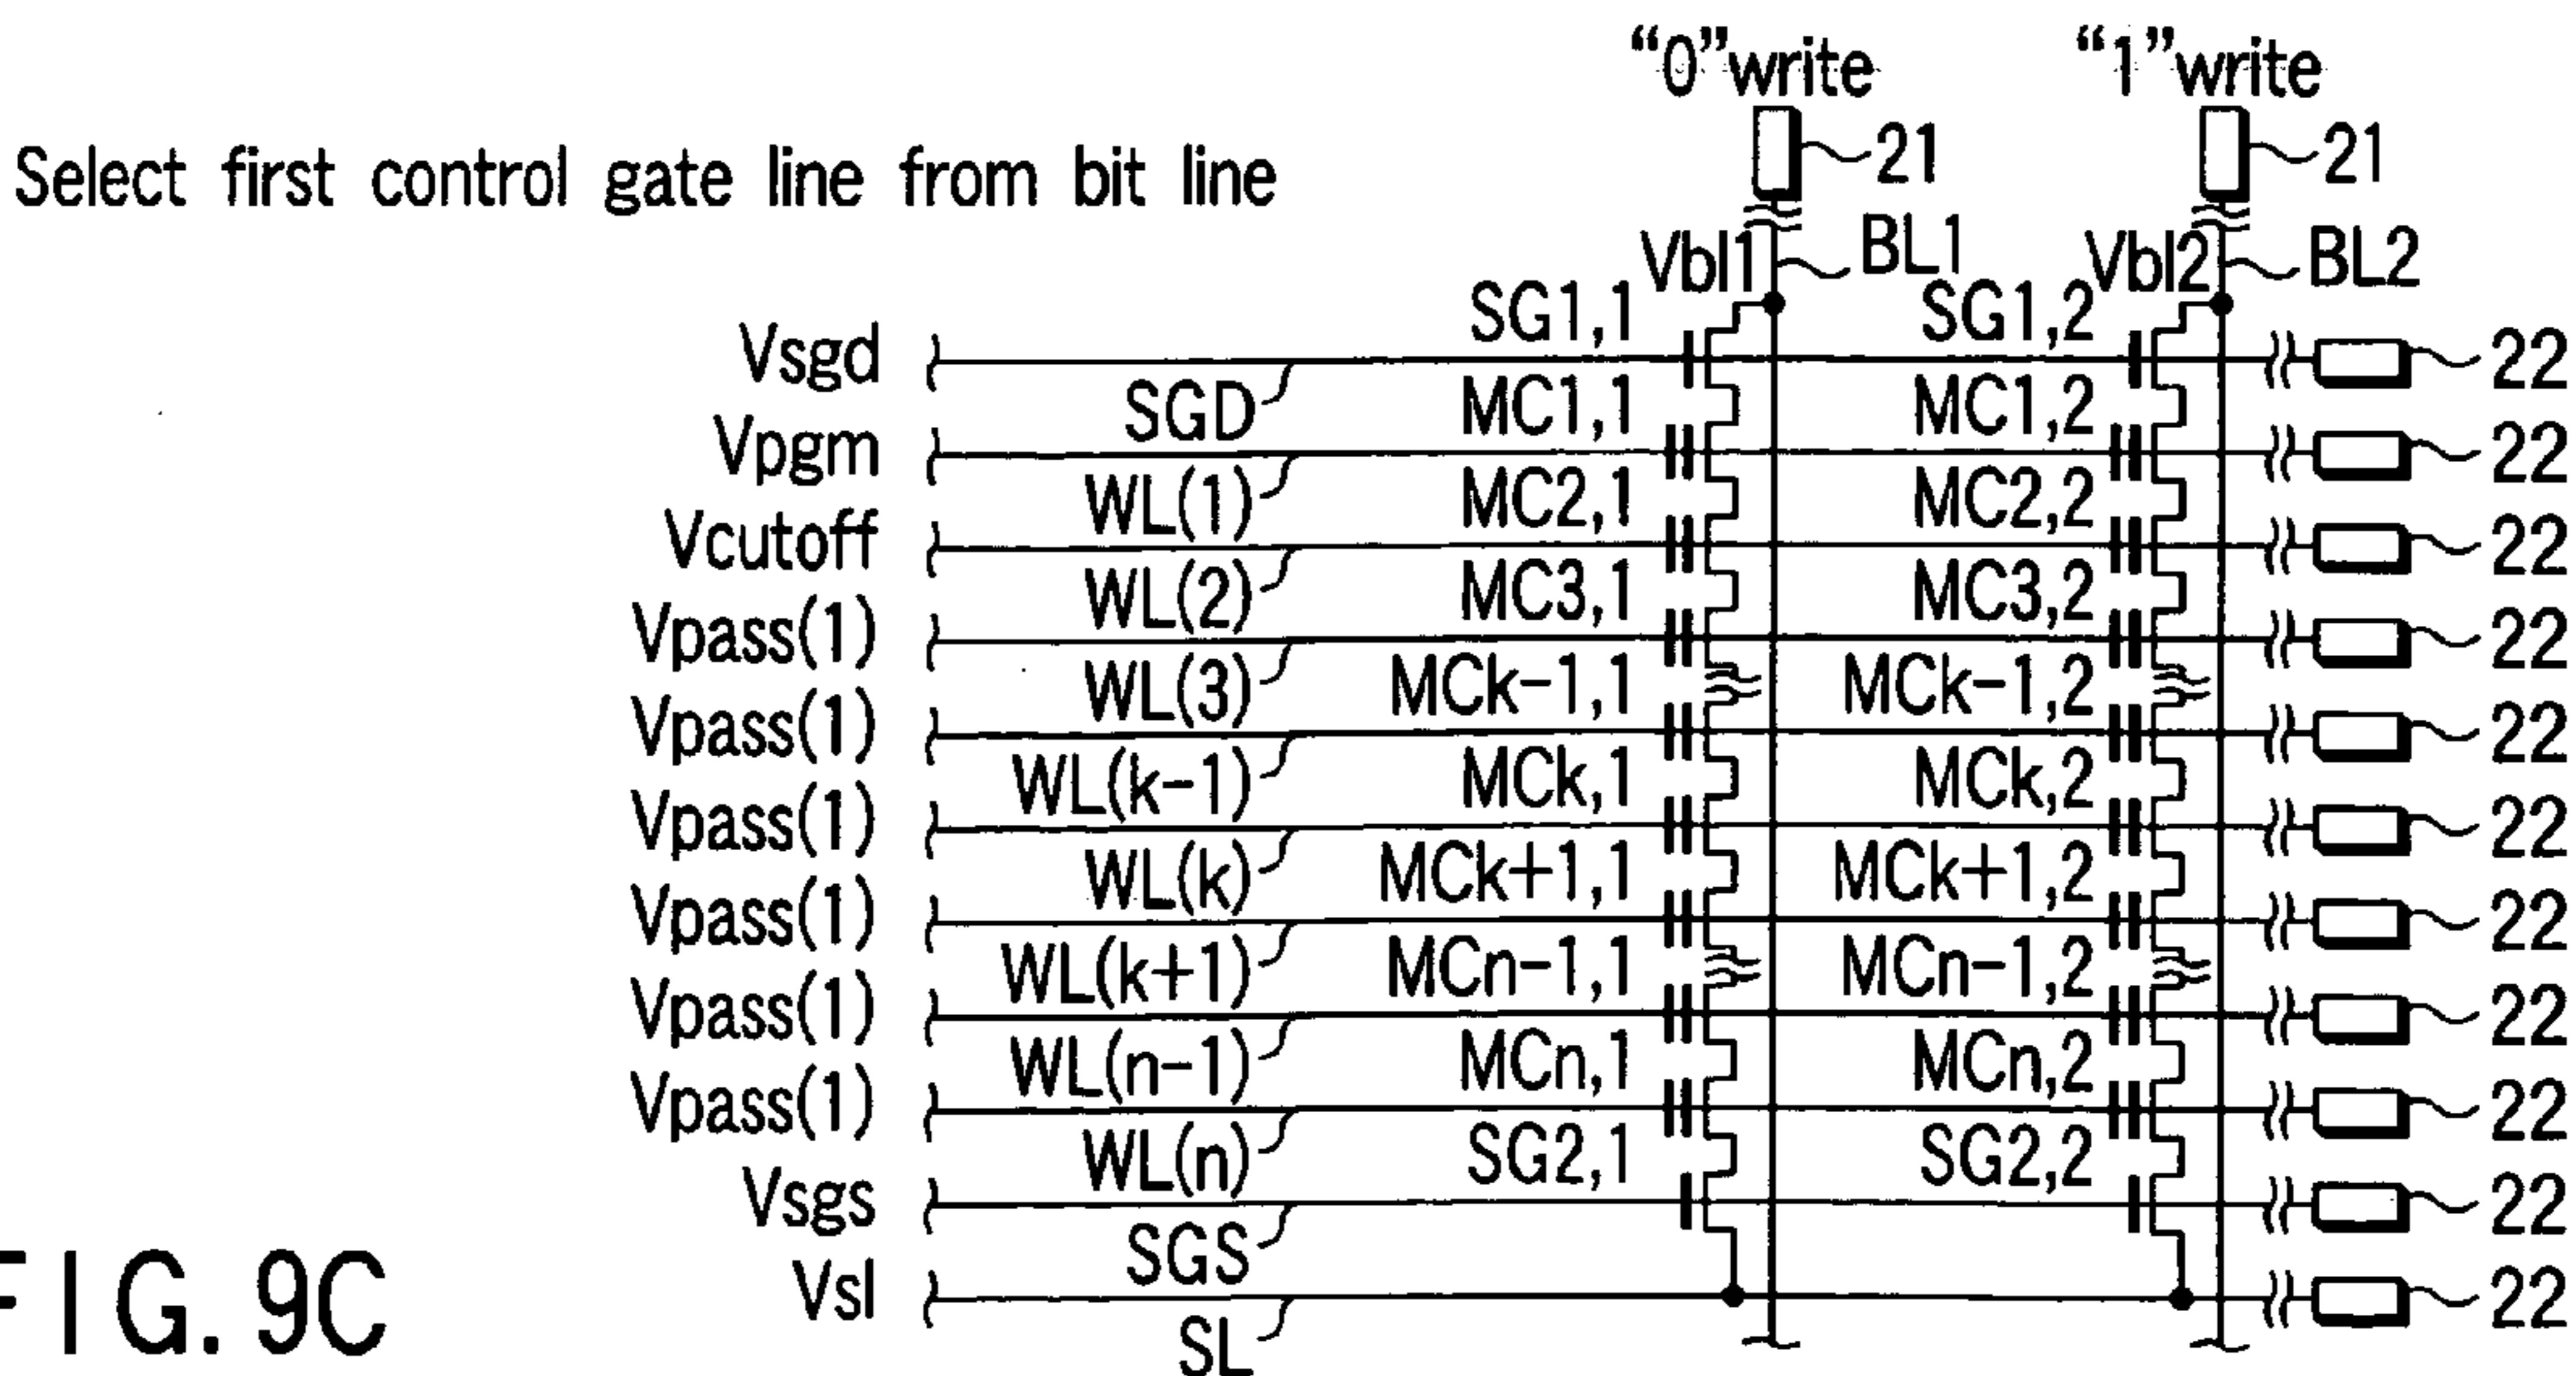 “0”write “1”write
21 21
Select first control gate line from bit line
Vbl1 BL1 Vbl2 BL2
SG1,1 SG1,2
Vsgd 22
SGD MC1,1 MC1,2
Vpgm 22
WL(1) MC2,1 MC2,2
Vcutoff 22
WL(2) MC3,1 MC3,2
Vpass(1) 22
WL(3) MCk-1,1 MCk-1,2
Vpass(1) 22
WL(k-1) MCk,1 MCk,2
Vpass(1) 22
WL(k) MCk+1,1 MCk+1,2
Vpass(1) 22
WL(k+1) MCn-1,1 MCn-1,2
Vpass(1) 22
WL(n-1) MCn,1 MCn,2
Vpass(1) 22
WL(n) SG2,1 SG2,2
Vsgs 22
SGS
Vsl 22
SL
FIG. 9C